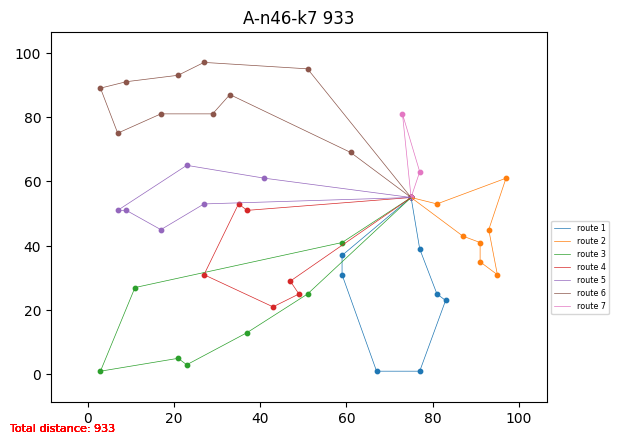 A-n46-k7 933
100
80
60
40
20
0
0 20 40 60 80 100
route 1
route 2
route 3
route 4
route 5
route 6
route 7
Total distance: 933